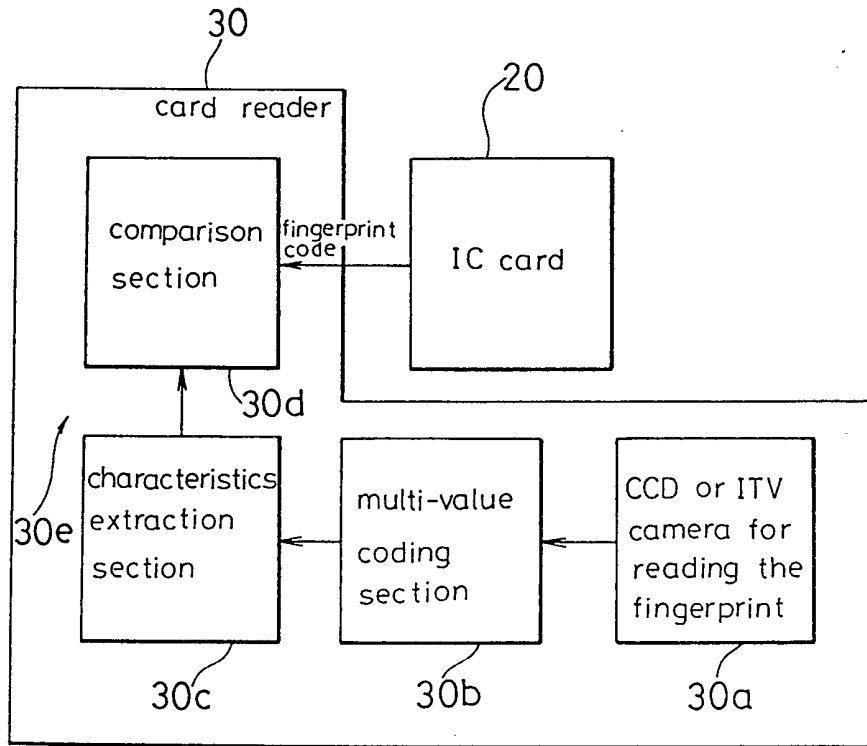 30
card reader
20
comparison
section
fingerprint
code
IC card
30d
30e
characteristics
extraction
section
30c
multi-value
coding
section
30b
CCD or ITV
camera for
reading the
fingerprint
30a